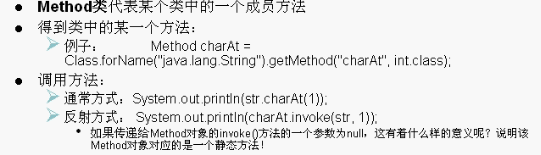 Method类代表某个类中的一个成员方法
得到类中的某一个方法：
例子： Method charAt =
Class.forName("java.lang.String").getMethod("charAt", int.class);
调用方法：
通常方式：System.out.println(str.charAt(1));
反射方式：System.out.println(charAt.invoke(str, 1));
如果传递给Method对象的invoke()方法的一个参数为null，这有着什么样的意义呢？说明该
Method对象对应的是一个静态方法！